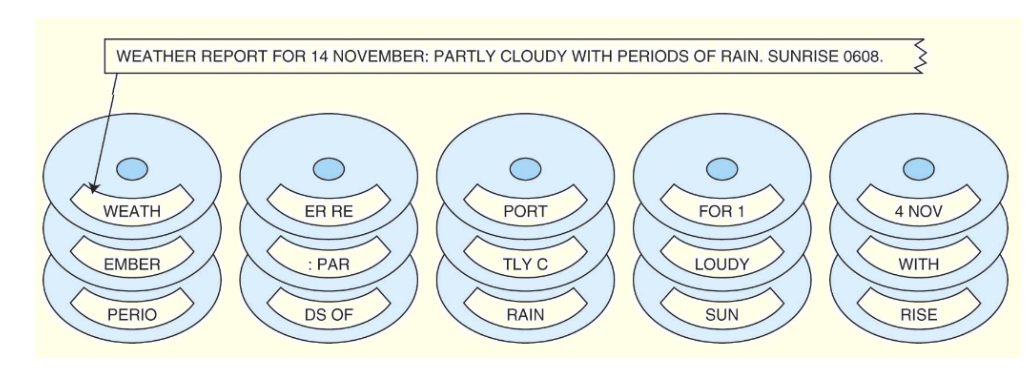 WEATHER REPORT FOR 14 NOVEMBER: PARTLY CLOUDY WITH PERIODS OF RAIN. SUNRISE 0608.
WEATH ER RE PORT FOR 1 4 NOV
EMBER : PAR TLY C LOUDY WITH
PERIO DS OF RAIN SUN RISE